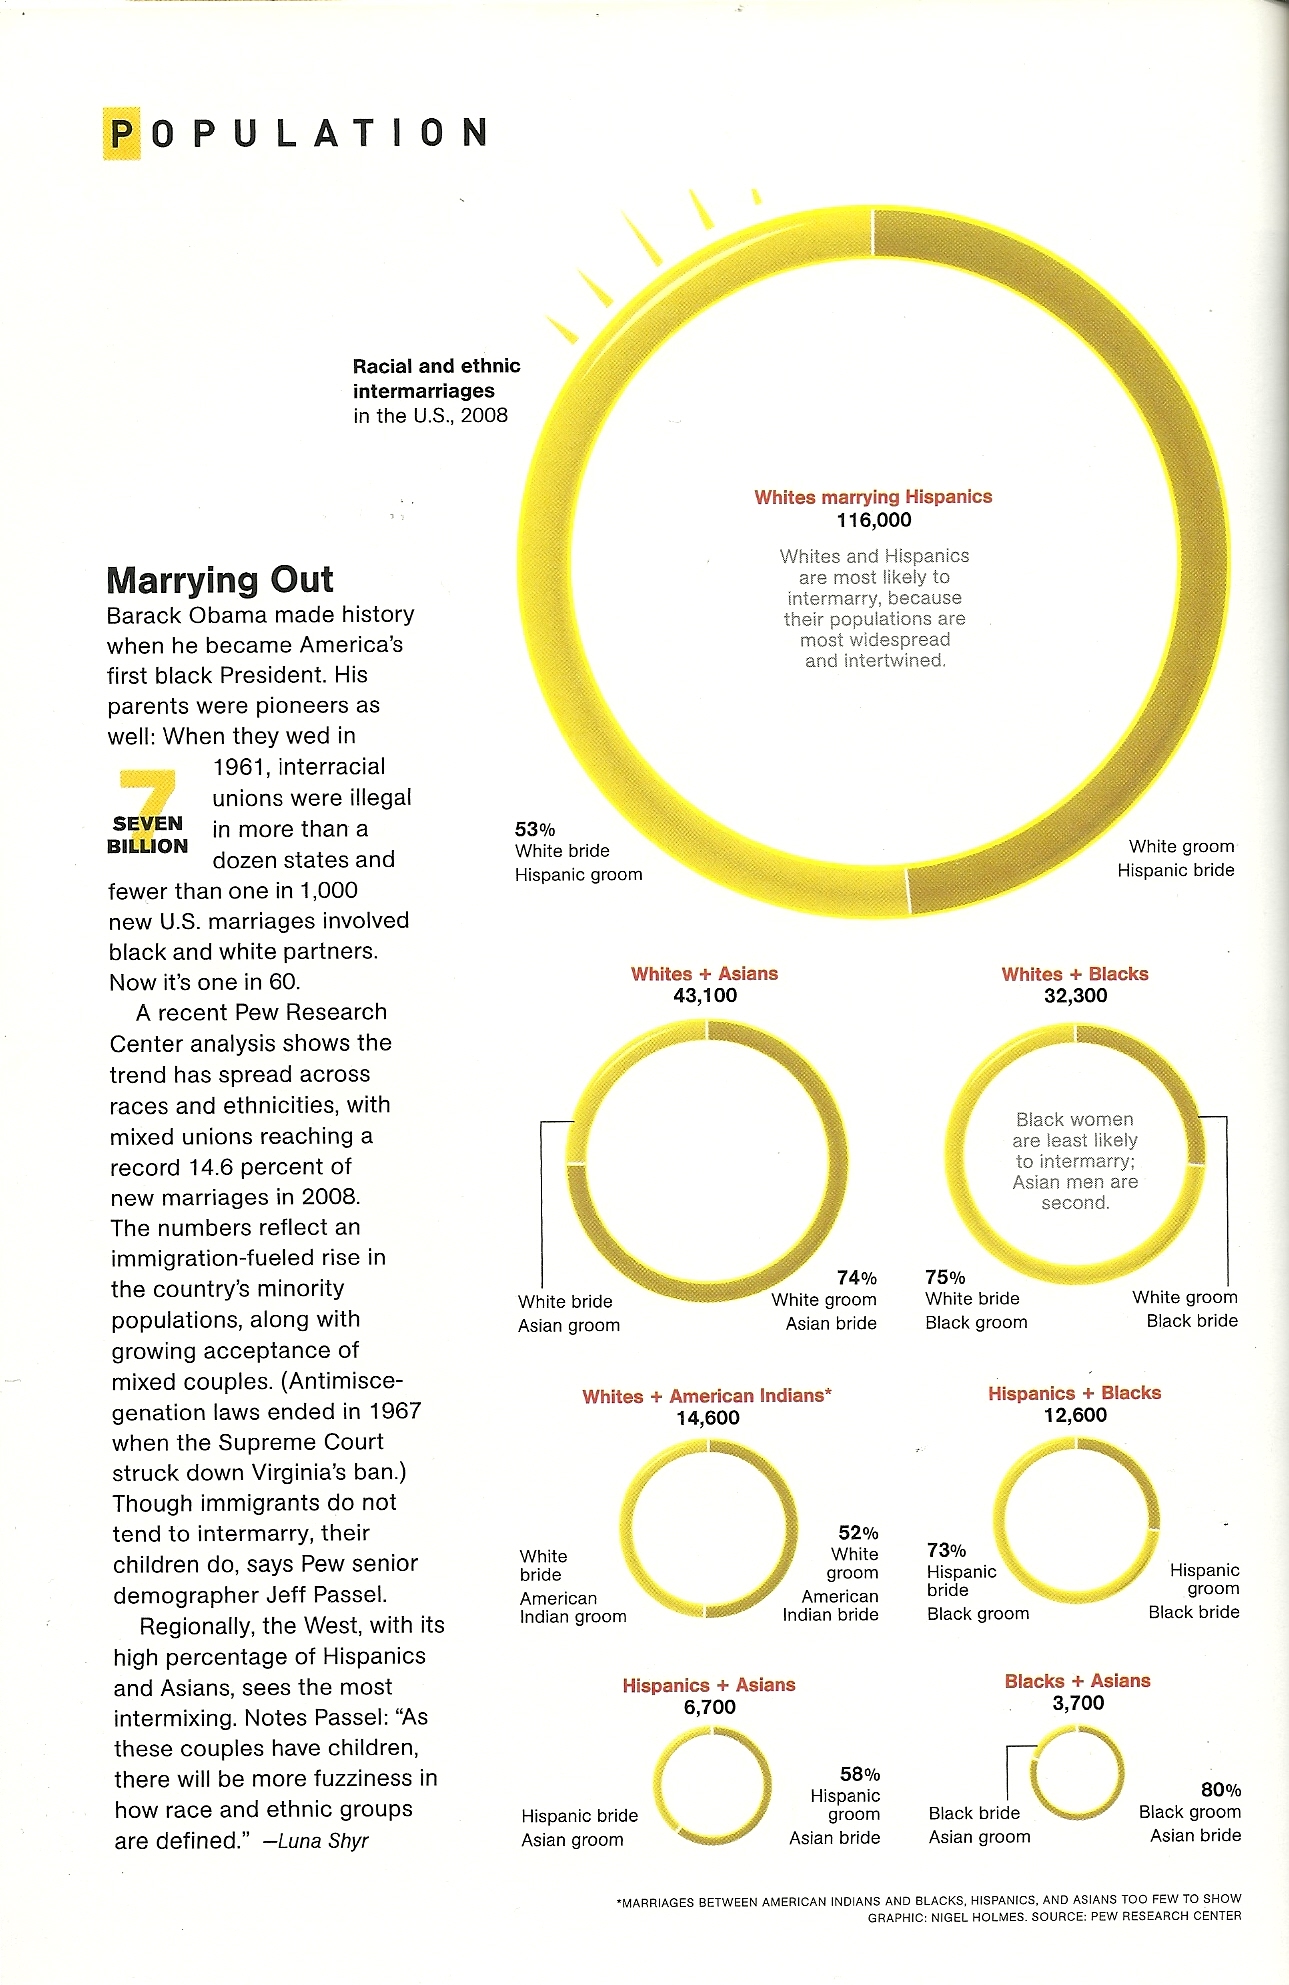 POPULATION
Racial and ethnic
intermarriages
in the U.S., 2008
Whites marrying Hispanics
116,000
Whites and Hispanics
are most likely to
intermarry, because
their populations are
most widespread
and intertwined.
53%
White bride
Hispanic groom
White groom
Hispanic bride
Marrying Out
Barack Obama made history
when he became America's
first black President. His
parents were pioneers as
well: When they wed in
1961, interracial
unions were illegal
in more than a
dozen states and
7
SEVEN
BILLION
fewer than one in 1,000
new U.S. marriages involved
black and white partners.
Now it's one in 60.
A recent Pew Research
Center analysis shows the
trend has spread across
races and ethnicities, with
mixed unions reaching a
record 14.6 percent of
new marriages in 2008.
The numbers reflect an
immigration-fueled rise in
the country's minority
populations, along with
growing acceptance of
mixed couples. (Antimisce-
genation laws ended in 1967
when the Supreme Court
struck down Virginia's ban.)
Though immigrants do not
tend to intermarry, their
children do, says Pew senior
demographer Jeff Passel.
Regionally, the West, with its
high percentage of Hispanics
and Asians, sees the most
intermixing. Notes Passel: “As
these couples have children,
there will be more fuzziness in
how race and ethnic groups
are defined.” —Luna Shyr
Whites + Asians
43,100
White bride
Asian groom
74%
White groom
Asian bride
Whites + Blacks
32,300
Black women
are least likely
to intermarry;
Asian men are
second.
75%
White bride
Black groom
White groom
Black bride
Whites + American Indians*
14,600
White
bride
American
Indian groom
52%
White
groom
American
Indian bride
Hispanics + Blacks
12,600
73%
Hispanic
bride
Black groom
Hispanic
groom
Black bride
Hispanics + Asians
6,700
Hispanic bride
Asian groom
58%
Hispanic
groom
Asian bride
Blacks + Asians
3,700
Black bride
Asian groom
80%
Black groom
Asian bride
*MARRIAGES BETWEEN AMERICAN INDIANS AND BLACKS, HISPANICS, AND ASIANS TOO FEW TO SHOW
GRAPHIC: NIGEL HOLMES. SOURCE: PEW RESEARCH CENTER